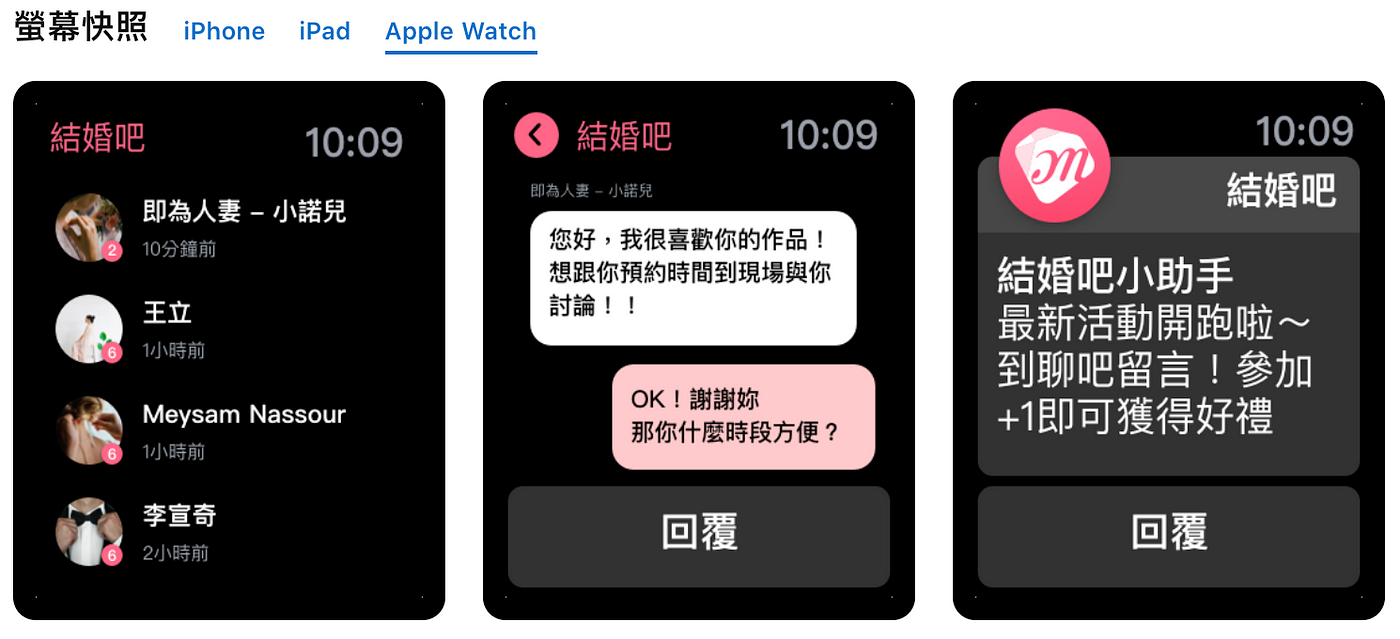 螢幕快照 iPhone iPad Apple Watch
結婚吧 10:09
即為人妻 – 小諾兒
2
10分鐘前
王立
6
1小時前
Meysam Nassour
6
1小時前
李宣奇
6
2小時前
結婚吧 10:09
即為人妻 – 小諾兒
您好，我很喜歡你的作品！
想跟你預約時間到現場與你
討論！！
OK！謝謝妳
那你什麼時段方便？
回覆
10:09
m
結婚吧
結婚吧小助手
最新活動開跑啦～
到聊吧留言！參加
+1即可獲得好禮
回覆